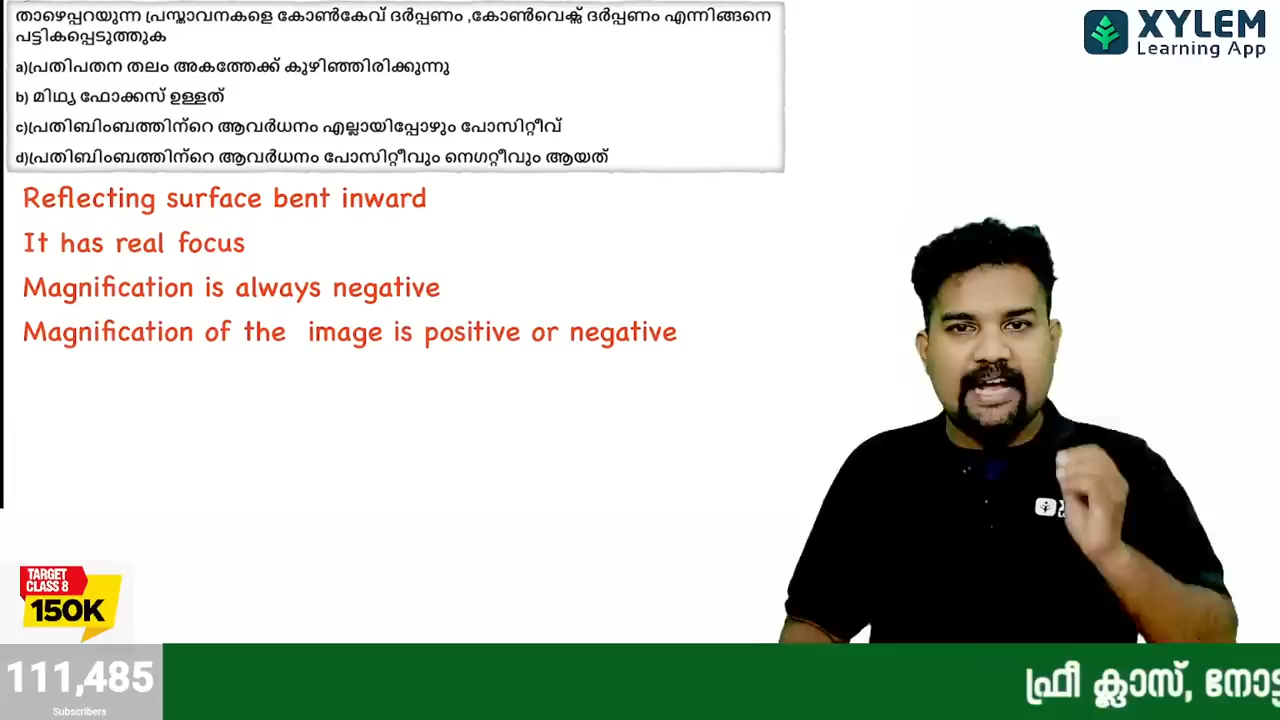 താഴെപ്പറയുന്ന പ്രസ്താവനകളെ കോൺകേവ് ദർപ്പണം ,കോൺവെക്സ് ദർപ്പണം എന്നിങ്ങനെ
പട്ടികപ്പെടുത്തുക
a)പ്രതിപതന തലം അകത്തേക്ക് കുഴിഞ്ഞിരിക്കുന്നു
b) മിഥ്യ ഫോക്കസ് ഉള്ളത്
c)പ്രതിബിംബത്തിന്റെ ആവർധനം എല്ലായിപ്പോഴും പോസിറ്റീവ്
d)പ്രതിബിംബത്തിന്റെ ആവർധനം പോസിറ്റീവും നെഗറ്റീവും ആയത്
Reflecting surface bent inward
It has real focus
Magnification is always negative
Magnification of the image is positive or negative
XYLEM
Learning App
TARGET
CLASS 8
150K
111,485
Subscribers
ഫ്രീ ക്ലാസ്,